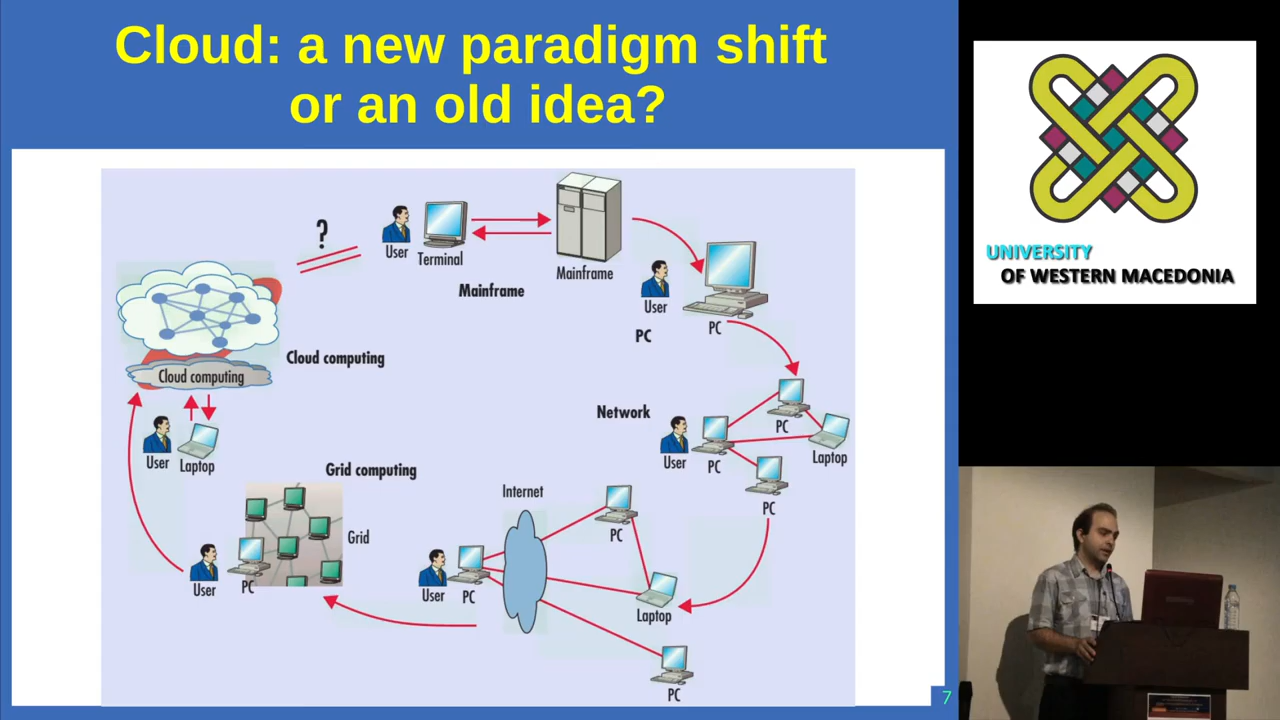 Cloud: a new paradigm shift
or an old idea?
?
User
Terminal
Mainframe
Mainframe
User
PC
PC
Cloud computing
Cloud computing
User
Laptop
Network
User
PC
PC
Laptop
PC
Grid computing
Grid
User
PC
Internet
User
PC
PC
Laptop
PC
7
UNIVERSITY
OF WESTERN MACEDONIA